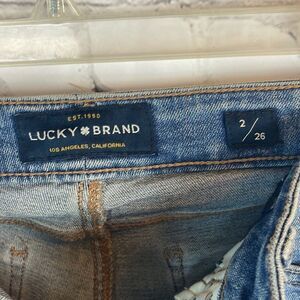 EST. 1990
LUCKY BRAND
LOS ANGELES, CALIFORNIA
2/26